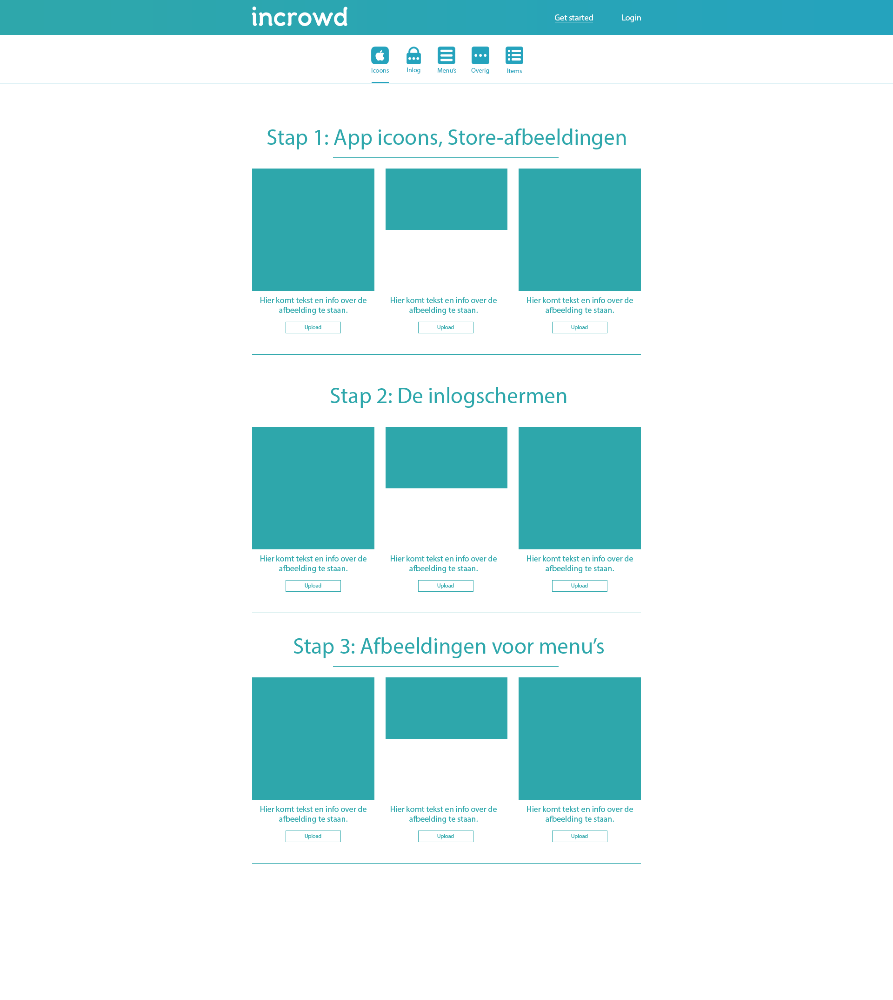 incrowd
Get started
Login
Icoons
Inlog
Menu’s
Overig
Items
Stap 1: App icoons, Store-afbeeldingen
Hier komt tekst en info over de
afbeelding te staan.
Upload
Hier komt tekst en info over de
afbeelding te staan.
Upload
Hier komt tekst en info over de
afbeelding te staan.
Upload
Stap 2: De inlogschermen
Hier komt tekst en info over de
afbeelding te staan.
Upload
Hier komt tekst en info over de
afbeelding te staan.
Upload
Hier komt tekst en info over de
afbeelding te staan.
Upload
Stap 3: Afbeeldingen voor menu’s
Hier komt tekst en info over de
afbeelding te staan.
Upload
Hier komt tekst en info over de
afbeelding te staan.
Upload
Hier komt tekst en info over de
afbeelding te staan.
Upload